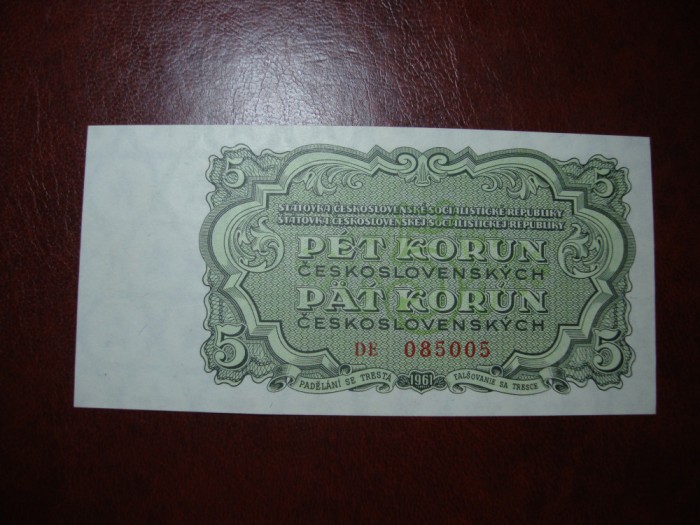 5 5
STÁTOVKA ČESKOSLOVENSKÉ SOCIALISTICKÉ REPUBLIKY
ŠTÁTOVKA ČESKOSLOVENSKEJ SOCIALISTICKEJ REPUBLIKY
PĚT KORUN
ČESKOSLOVENSKÝCH
PÄŤ KORÚN
ČESKOSLOVENSKÝCH
5 5
DE 085005
PADĚLÁNÍ SE TRESTÁ 1961 FALŠOVANIE SA TRESCE